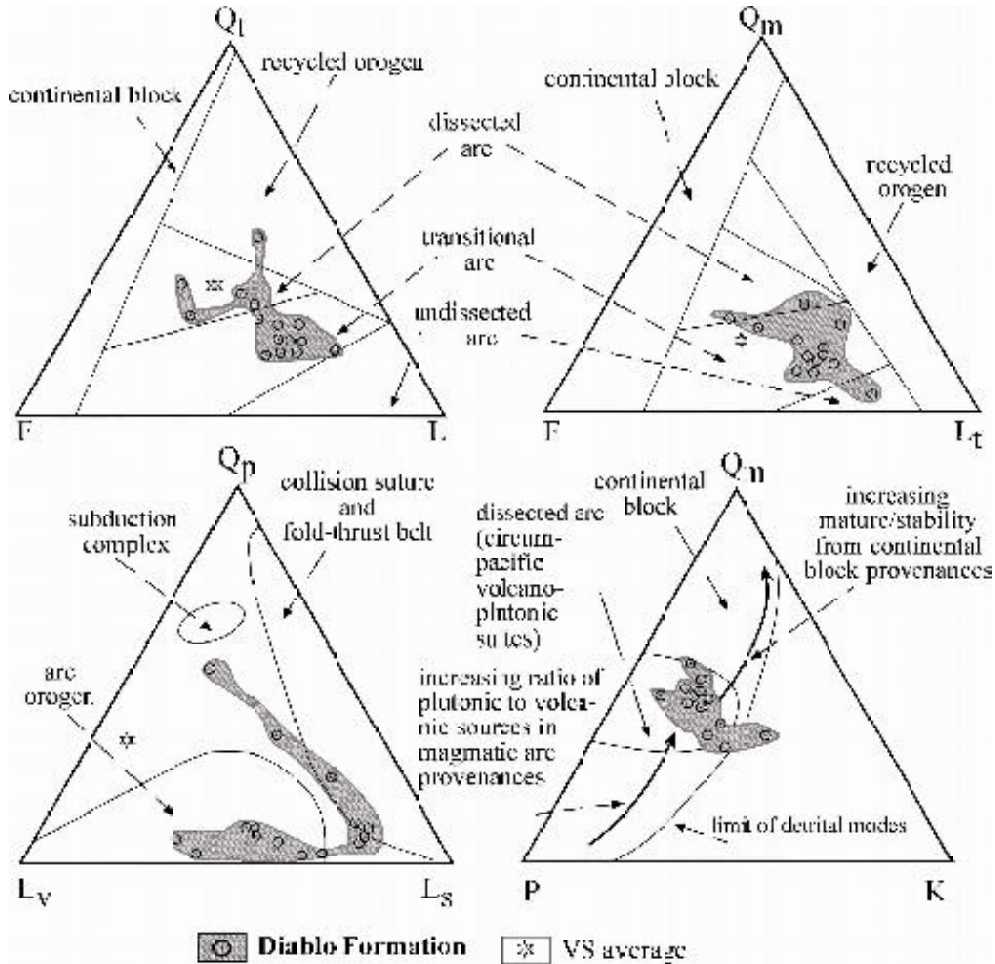 Qt
recycled orogen
continental block
dissected
arc
transitional
arc
undissected
arc
F
L
Qm
continental block
recycled
orogen
F
Lt
Qp
subduction
complex
collision suture
and
fold-thrust belt
arc
orogen
Lv
Ls
Qm
continental
block
dissected arc
(circum-
pacific
volcano-
plutonic
suites)
increasing
mature/stability
from continental
block provenances
increasing ratio of
plutonic to volca-
nic sources in
magmatic arc
provenances
limit of detrital modes
P
K
Diablo Formation
VS average